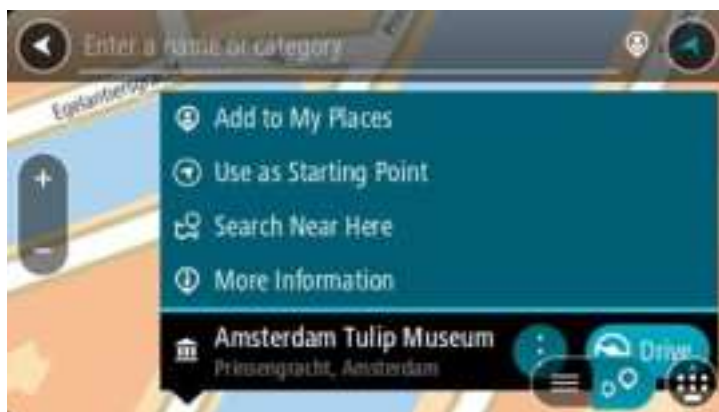 Enter a name or category
Egelantiersgracht
Add to My Places
Use as Starting Point
Search Near Here
More Information
Amsterdam Tulip Museum
Prinsengracht, Amsterdam
Drive